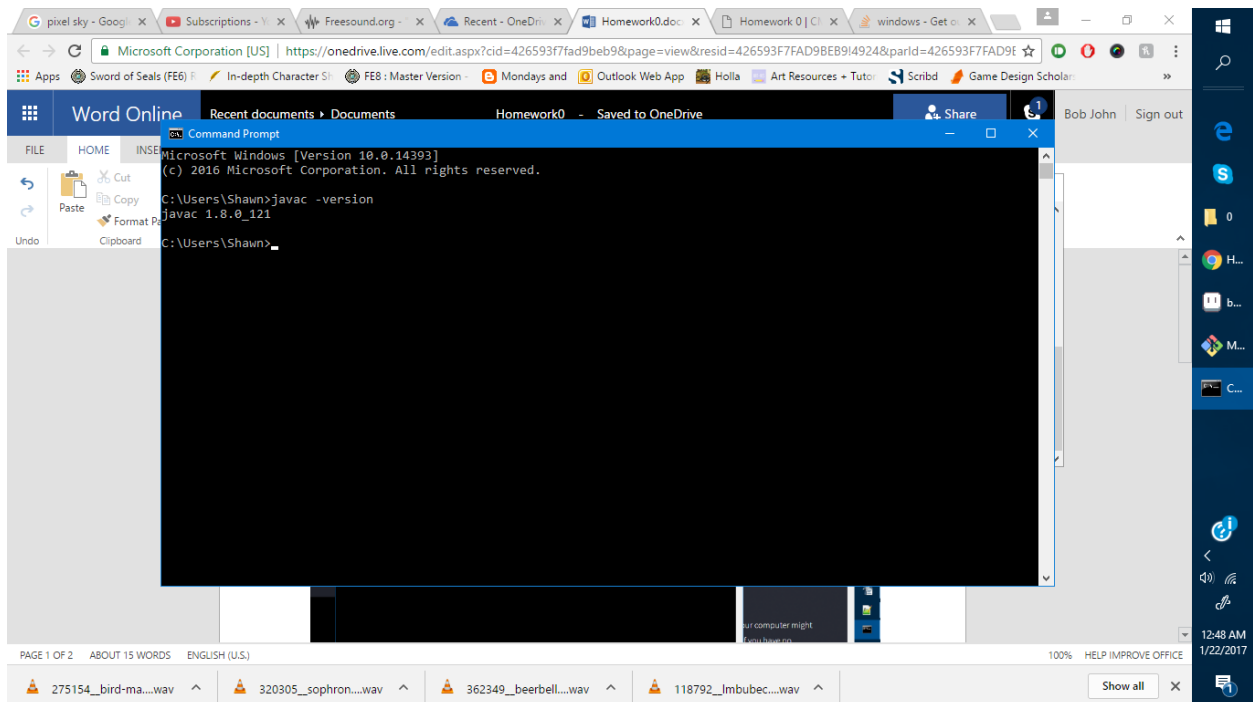 pixel sky - Googl
Subscriptions - Y
Freesound.org -
Recent - OneDriv
Homework0.doc
Homework 0 | C
windows - Get ou
Microsoft Corporation [US] | https://onedrive.live.com/edit.aspx?cid=426593f7fad9beb9&page=view&resid=426593F7FAD9BEB9!4924&parId=426593F7FAD9E
Apps
Sword of Seals (FE6) F
In-depth Character Sh
FE8 : Master Version -
Mondays and
Outlook Web App
Holla
Art Resources + Tutor
Scribd
Game Design Scholar
»
Word Online
Recent documents
Documents
Homework0 - Saved to OneDrive
Share
1
Bob John
Sign out
Command Prompt
FILE
HOME
INSE
Cut
Copy
Format Pa
Paste
Undo
Clipboard
Microsoft Windows [Version 10.0.14393]
(c) 2016 Microsoft Corporation. All rights reserved.
C:\Users\Shawn>javac -version
javac 1.8.0_121
C:\Users\Shawn>
0
H...
b...
M...
C...
our computer might
f you have no
PAGE 1 OF 2
ABOUT 15 WORDS
ENGLISH (U.S.)
100%
HELP IMPROVE OFFICE
12:48 AM
1/22/2017
275154__bird-ma....wav
320305__sophron....wav
362349__beerbell....wav
118792__lmbubec....wav
Show all
1